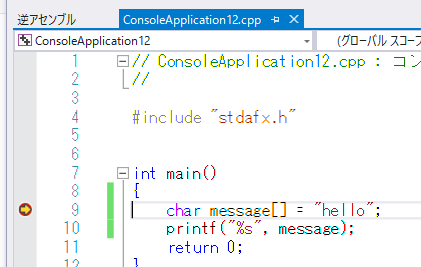 逆アセンブル ConsoleApplication12.cpp
ConsoleApplication12 (グローバル スコー
1 // ConsoleApplication12.cpp : コン
2 //
3
4 #include "stdafx.h"
5
6
7 int main()
8 {
9 char message[] = "hello";
10 printf("%s", message);
11 return 0;
12 }